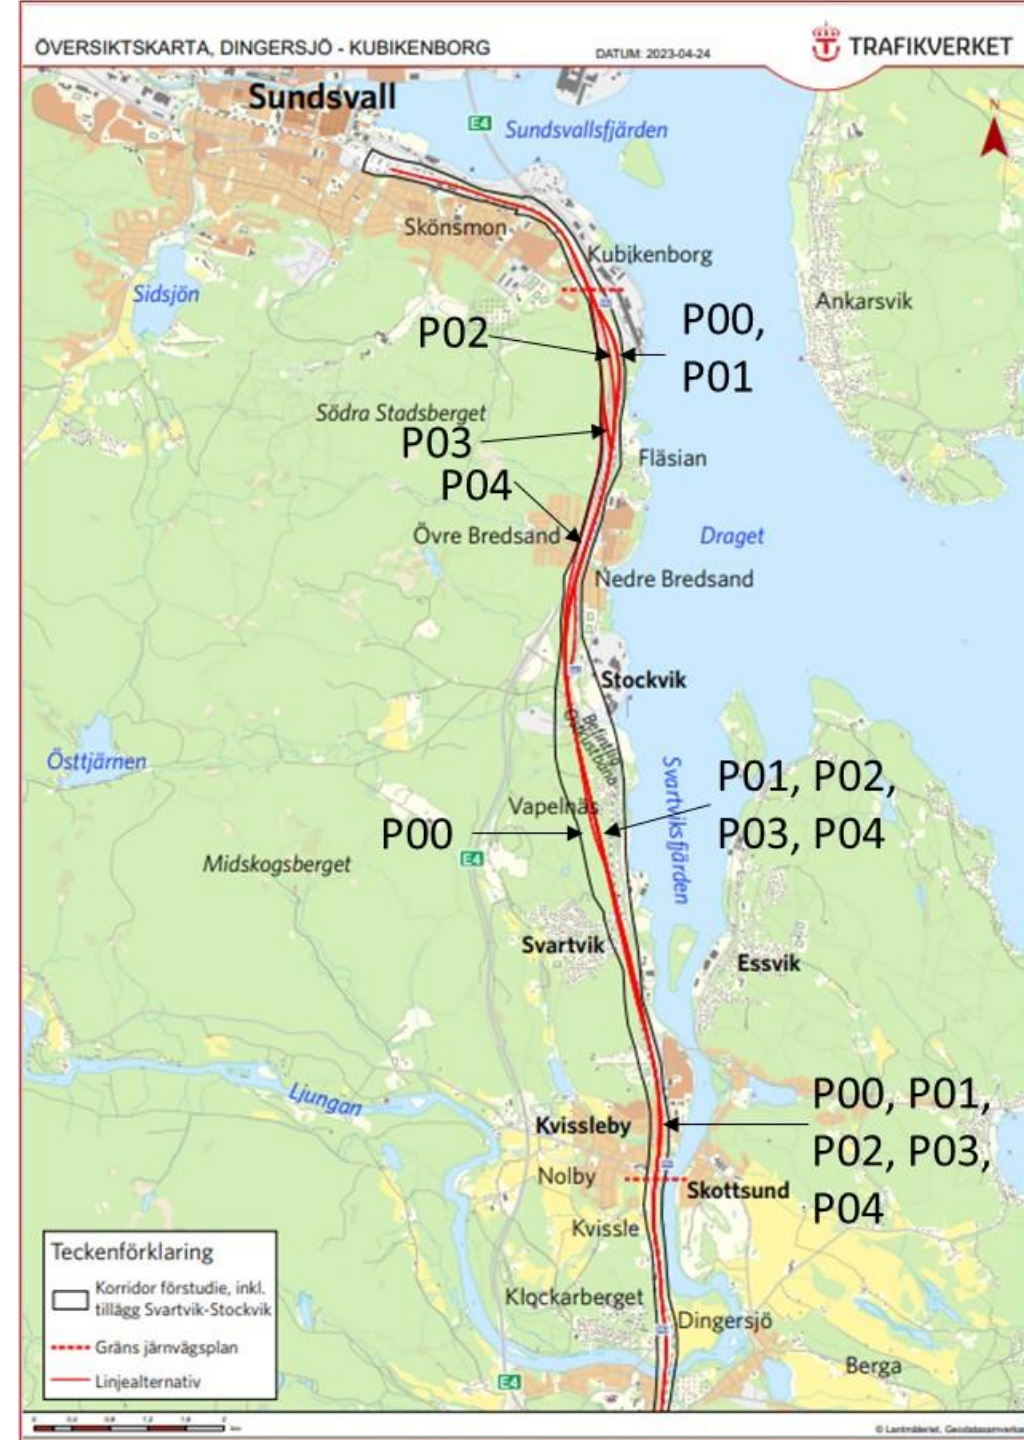 ÖVERSIKTSKARTA, DINGERSJÖ - KUBIKENBORG
DATUM: 2023-04-24
TRAFIKVERKET
Sundsvall
E4
Sundsvallsfjärden
N
Skönsmon
Kubikenborg
Sidsjön
Ankarsvik
P02
P00,
P01
Södra Stadsberget
P03
Fläsian
P04
Övre Bredsand
Draget
Nedre Bredsand
Stockvik
Befintlig
Ostkustbana
Östtjärnen
Svartviksfjärden
P01, P02,
P03, P04
Vapelnäs
P00
E4
Midskogsberget
Svartvik
Essvik
Ljungan
P00, P01,
P02, P03,
P04
Kvissleby
Nolby
Skottsund
Kvissle
Klockarberget
Dingersjö
Berga
E4
Teckenförklaring
Korridor förstudie, inkl.
tillägg Svartvik-Stockvik
Gräns järnvägsplan
Linjealternativ